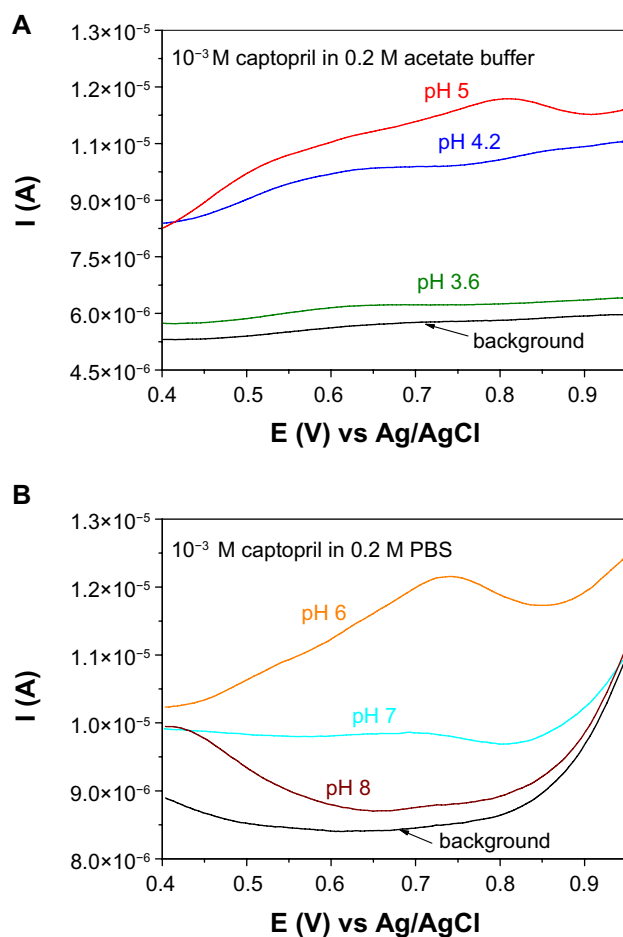 A
1.3×10⁻⁵
10⁻³ M captopril in 0.2 M acetate buffer
1.2×10⁻⁵
pH 5
1.1×10⁻⁵
pH 4.2
9.0×10⁻⁶
I (A)
7.5×10⁻⁶
pH 3.6
6.0×10⁻⁶
background
4.5×10⁻⁶
0.4 0.5 0.6 0.7 0.8 0.9
E (V) vs Ag/AgCl
B
1.3×10⁻⁵
10⁻³ M captopril in 0.2 M PBS
1.2×10⁻⁵
pH 6
1.1×10⁻⁵
I (A)
1.0×10⁻⁵
pH 7
9.0×10⁻⁶
pH 8
background
8.0×10⁻⁶
0.4 0.5 0.6 0.7 0.8 0.9
E (V) vs Ag/AgCl